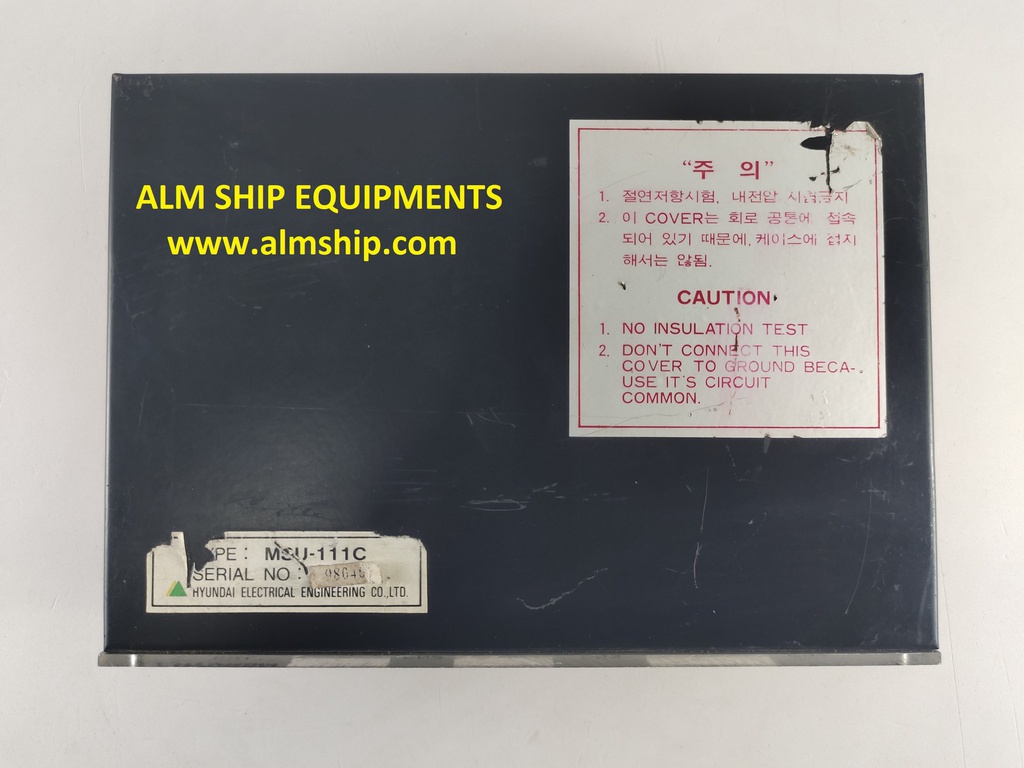 ALM SHIP EQUIPMENTS
www.almship.com
“주 의”
1. 절연저항시험, 내전압 시험금지
2. 이 COVER는 회로 공통에 접속
되어 있기 때문에, 케이스에 접지
해서는 않됨.
CAUTION
1. NO INSULATION TEST
2. DON'T CONNECT THIS
COVER TO GROUND BECA-
USE IT'S CIRCUIT
COMMON.
TYPE: MSU-111C
SERIAL NO:
HYUNDAI ELECTRICAL ENGINEERING CO.,LTD.